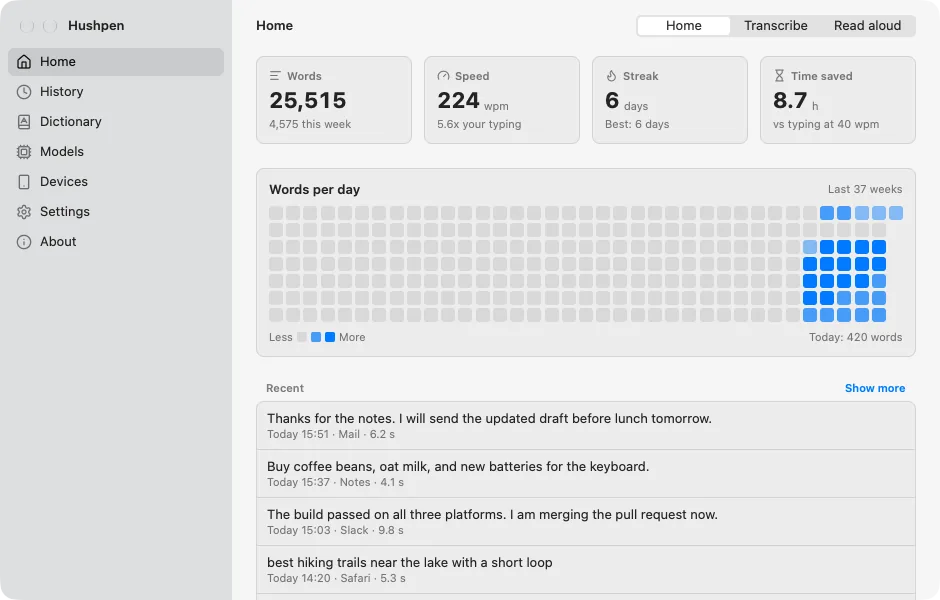 Hushpen
Home
History
Dictionary
Models
Devices
Settings
About
Home
Home Transcribe Read aloud
Words
25,515
4,575 this week
Speed
224 wpm
5.6x your typing
Streak
6 days
Best: 6 days
Time saved
8.7 h
vs typing at 40 wpm
Words per day
Last 37 weeks
Less More
Today: 420 words
Recent
Show more
Thanks for the notes. I will send the updated draft before lunch tomorrow.
Today 15:51 · Mail · 6.2 s
Buy coffee beans, oat milk, and new batteries for the keyboard.
Today 15:37 · Notes · 4.1 s
The build passed on all three platforms. I am merging the pull request now.
Today 15:03 · Slack · 9.8 s
best hiking trails near the lake with a short loop
Today 14:20 · Safari · 5.3 s